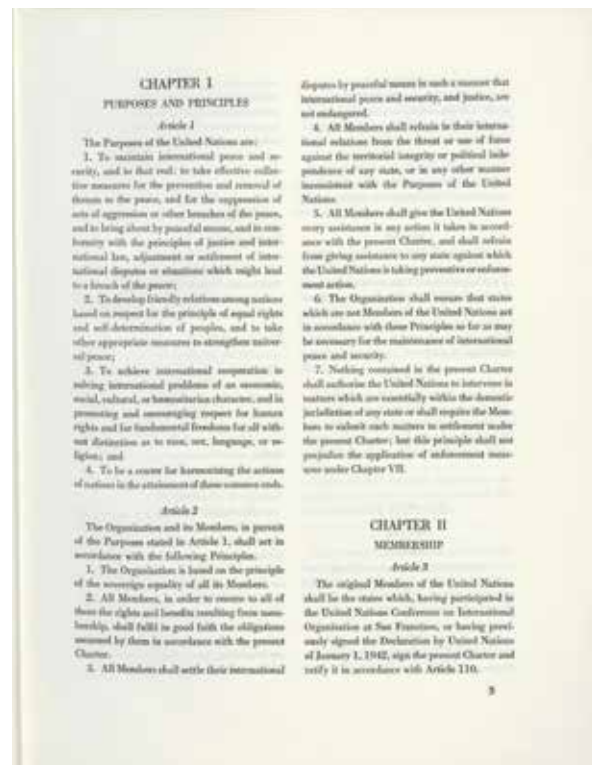 CHAPTER I
PURPOSES AND PRINCIPLES
Article 1
The Purposes of the United Nations are:
1. To maintain international peace and se-
curity, and to that end: to take effective collec-
tive measures for the prevention and removal of
threats to the peace, and for the suppression of
acts of aggression or other breaches of the peace,
and to bring about by peaceful means, and in con-
formity with the principles of justice and inter-
national law, adjustment or settlement of inter-
national disputes or situations which might lead
to a breach of the peace;
2. To develop friendly relations among nations
based on respect for the principle of equal rights
and self-determination of peoples, and to take
other appropriate measures to strengthen univer-
sal peace;
3. To achieve international cooperation in
solving international problems of an economic,
social, cultural, or humanitarian character, and in
promoting and encouraging respect for human
rights and for fundamental freedoms for all with-
out distinction as to race, sex, language, or re-
ligion; and
4. To be a center for harmonizing the actions
of nations in the attainment of these common ends.
Article 2
The Organization and its Members, in pursuit
of the Purposes stated in Article 1, shall act in
accordance with the following Principles.
1. The Organization is based on the principle
of the sovereign equality of all its Members.
2. All Members, in order to ensure to all of
them the rights and benefits resulting from mem-
bership, shall fulfil in good faith the obligations
assumed by them in accordance with the present
Charter.
3. All Members shall settle their international
disputes by peaceful means in such a manner that
international peace and security, and justice, are
not endangered.
4. All Members shall refrain in their interna-
tional relations from the threat or use of force
against the territorial integrity or political inde-
pendence of any state, or in any other manner
inconsistent with the Purposes of the United
Nations.
5. All Members shall give the United Nations
every assistance in any action it takes in accord-
ance with the present Charter, and shall refrain
from giving assistance to any state against which
the United Nations is taking preventive or enforce-
ment action.
6. The Organization shall ensure that states
which are not Members of the United Nations act
in accordance with these Principles so far as may
be necessary for the maintenance of international
peace and security.
7. Nothing contained in the present Charter
shall authorize the United Nations to intervene in
matters which are essentially within the domestic
jurisdiction of any state or shall require the Mem-
bers to submit such matters to settlement under
the present Charter; but this principle shall not
prejudice the application of enforcement meas-
ures under Chapter VII.
CHAPTER II
MEMBERSHIP
Article 3
The original Members of the United Nations
shall be the states which, having participated in
the United Nations Conference on International
Organization at San Francisco, or having previ-
ously signed the Declaration by United Nations
of January 1, 1942, sign the present Charter and
ratify it in accordance with Article 110.
3